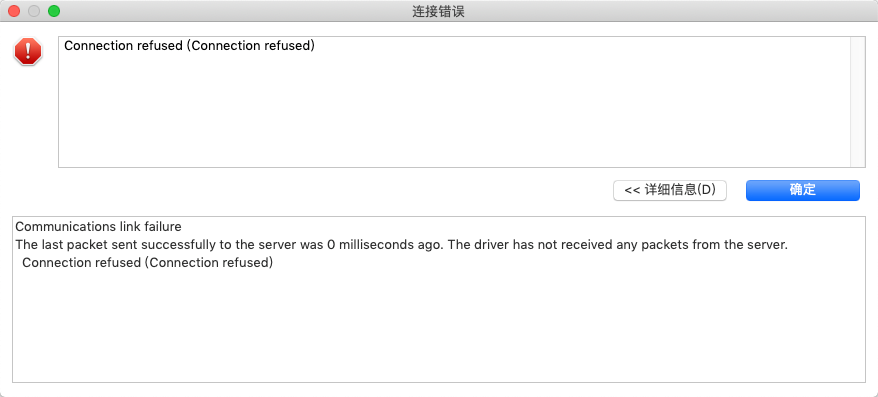 连接错误
Connection refused (Connection refused)
<< 详细信息(D)
确定
Communications link failure
The last packet sent successfully to the server was 0 milliseconds ago. The driver has not received any packets from the server.
Connection refused (Connection refused)